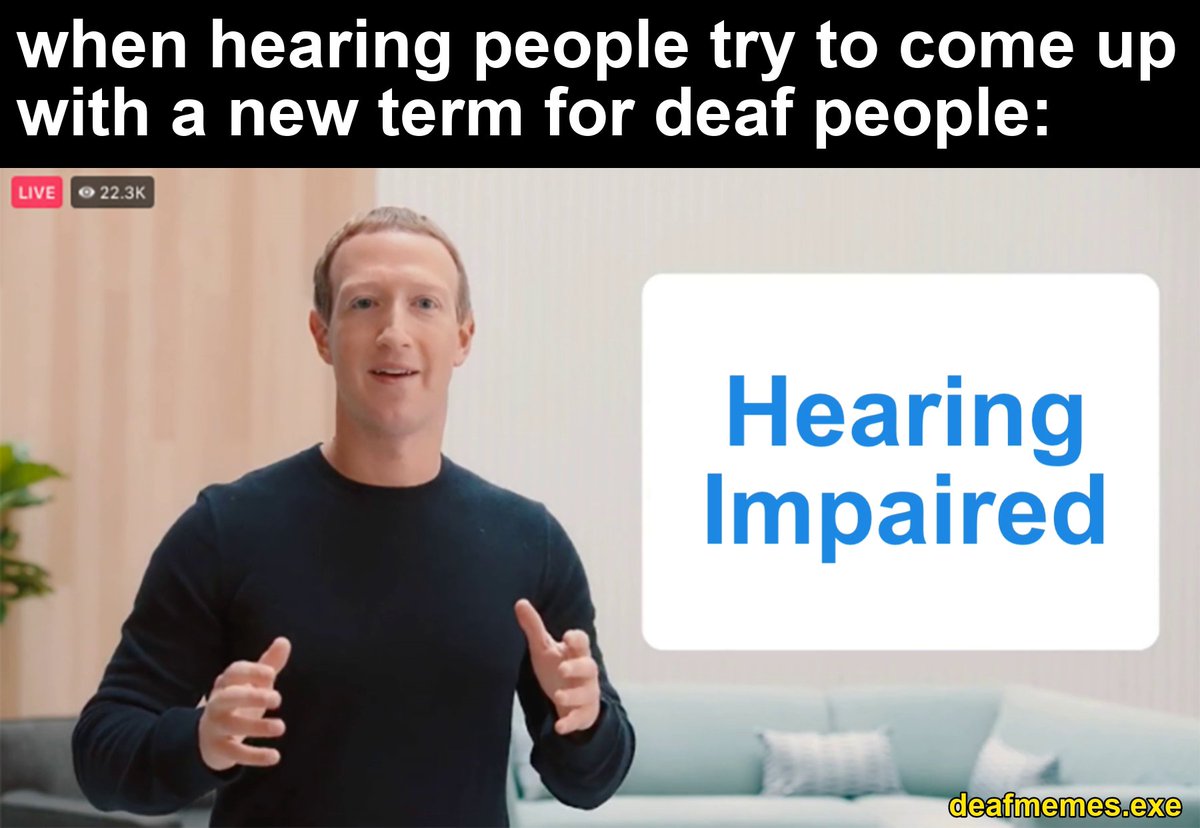 when hearing people try to come up
with a new term for deaf people:
LIVE 22.3K
Hearing
Impaired
deafmemes.exe